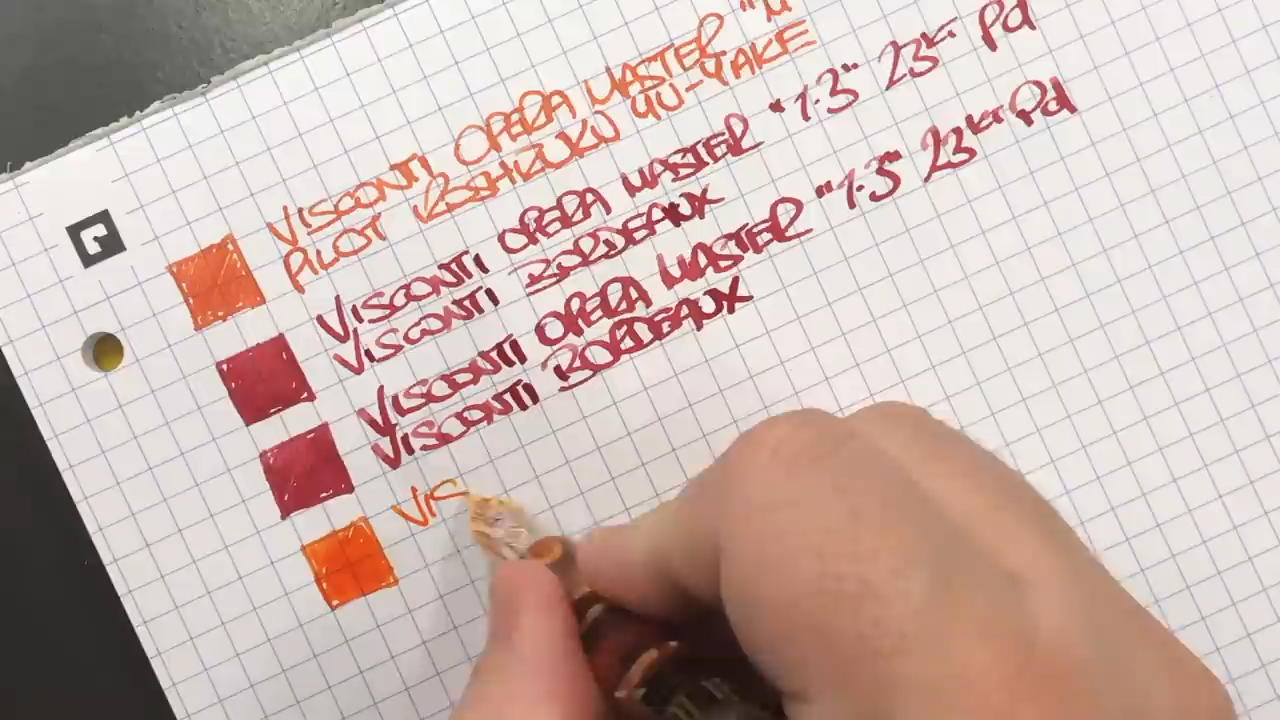 VISCONTI OPERA MASTER "M
PILOT IROSHIZUKU YU-YAKE
VISCONTI OPERA MASTER "1.3" 23KT Pd
VISCONTI BORDEAUX
VISCONTI OPERA MASTER "1.3" 23KT Pd
VISCONTI BORDEAUX
VIS